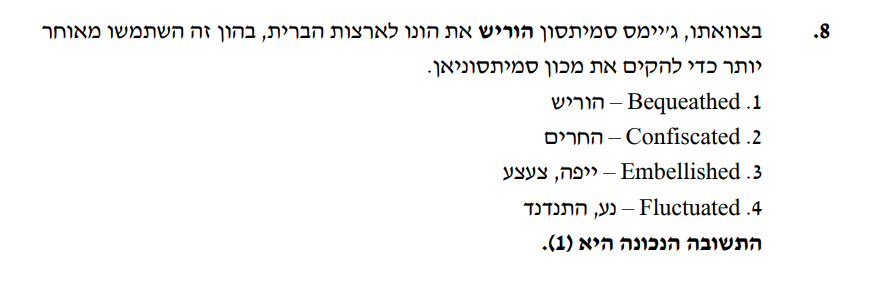 8. בצוואתו, ג'יימס סמיתסון הוריש את הונו לארצות הברית, בהון זה השתמשו מאוחר
יותר כדי להקים את מכון סמיתסוניאן.
1. Bequeathed – הוריש
2. Confiscated – החרים
3. Embellished – ייפה, צעצע
4. Fluctuated – נע, התנדנד
התשובה הנכונה היא (1).